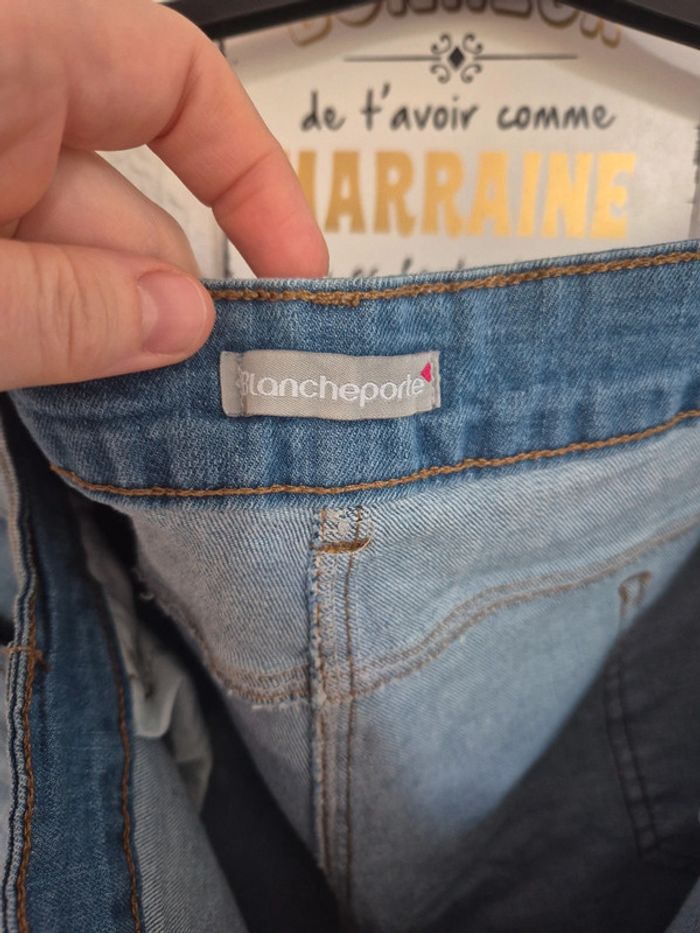 de t'avoir comme
MARRAINE
Blancheporte